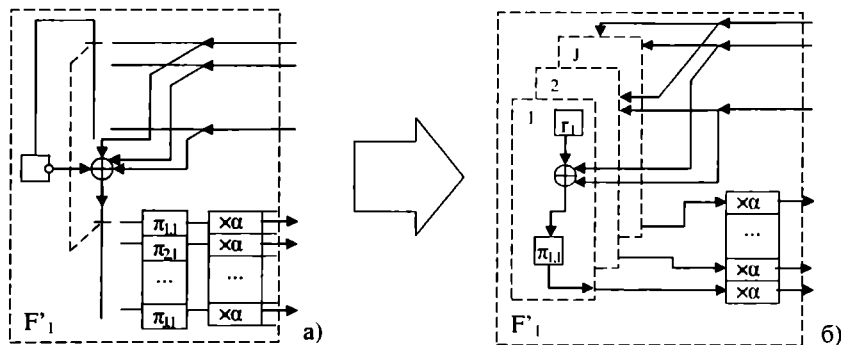 π1,1 ×α
π2,1 ×α
... ...
π1,1 ×α
F'1
а)
J
2
1
r1
π1,1
×α
...
×α
×α
F'1
б)